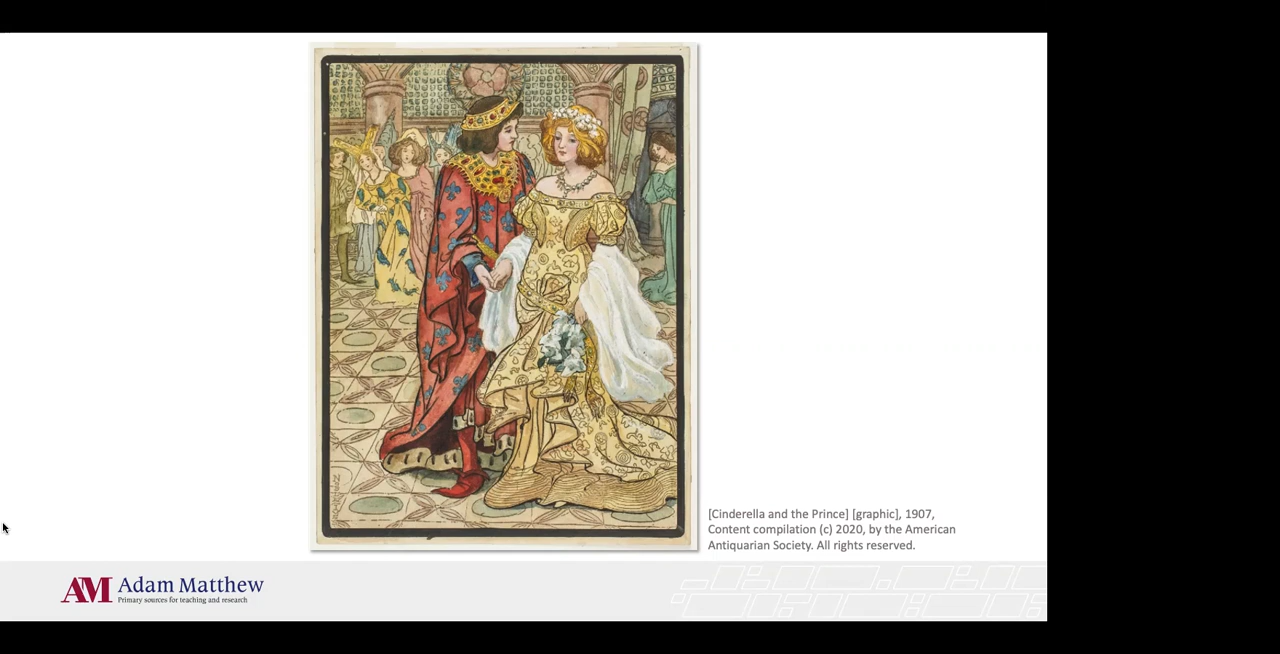 [Cinderella and the Prince] [graphic], 1907,
Content compilation (c) 2020, by the American
Antiquarian Society. All rights reserved.
AM Adam Matthew
Primary sources for teaching and research